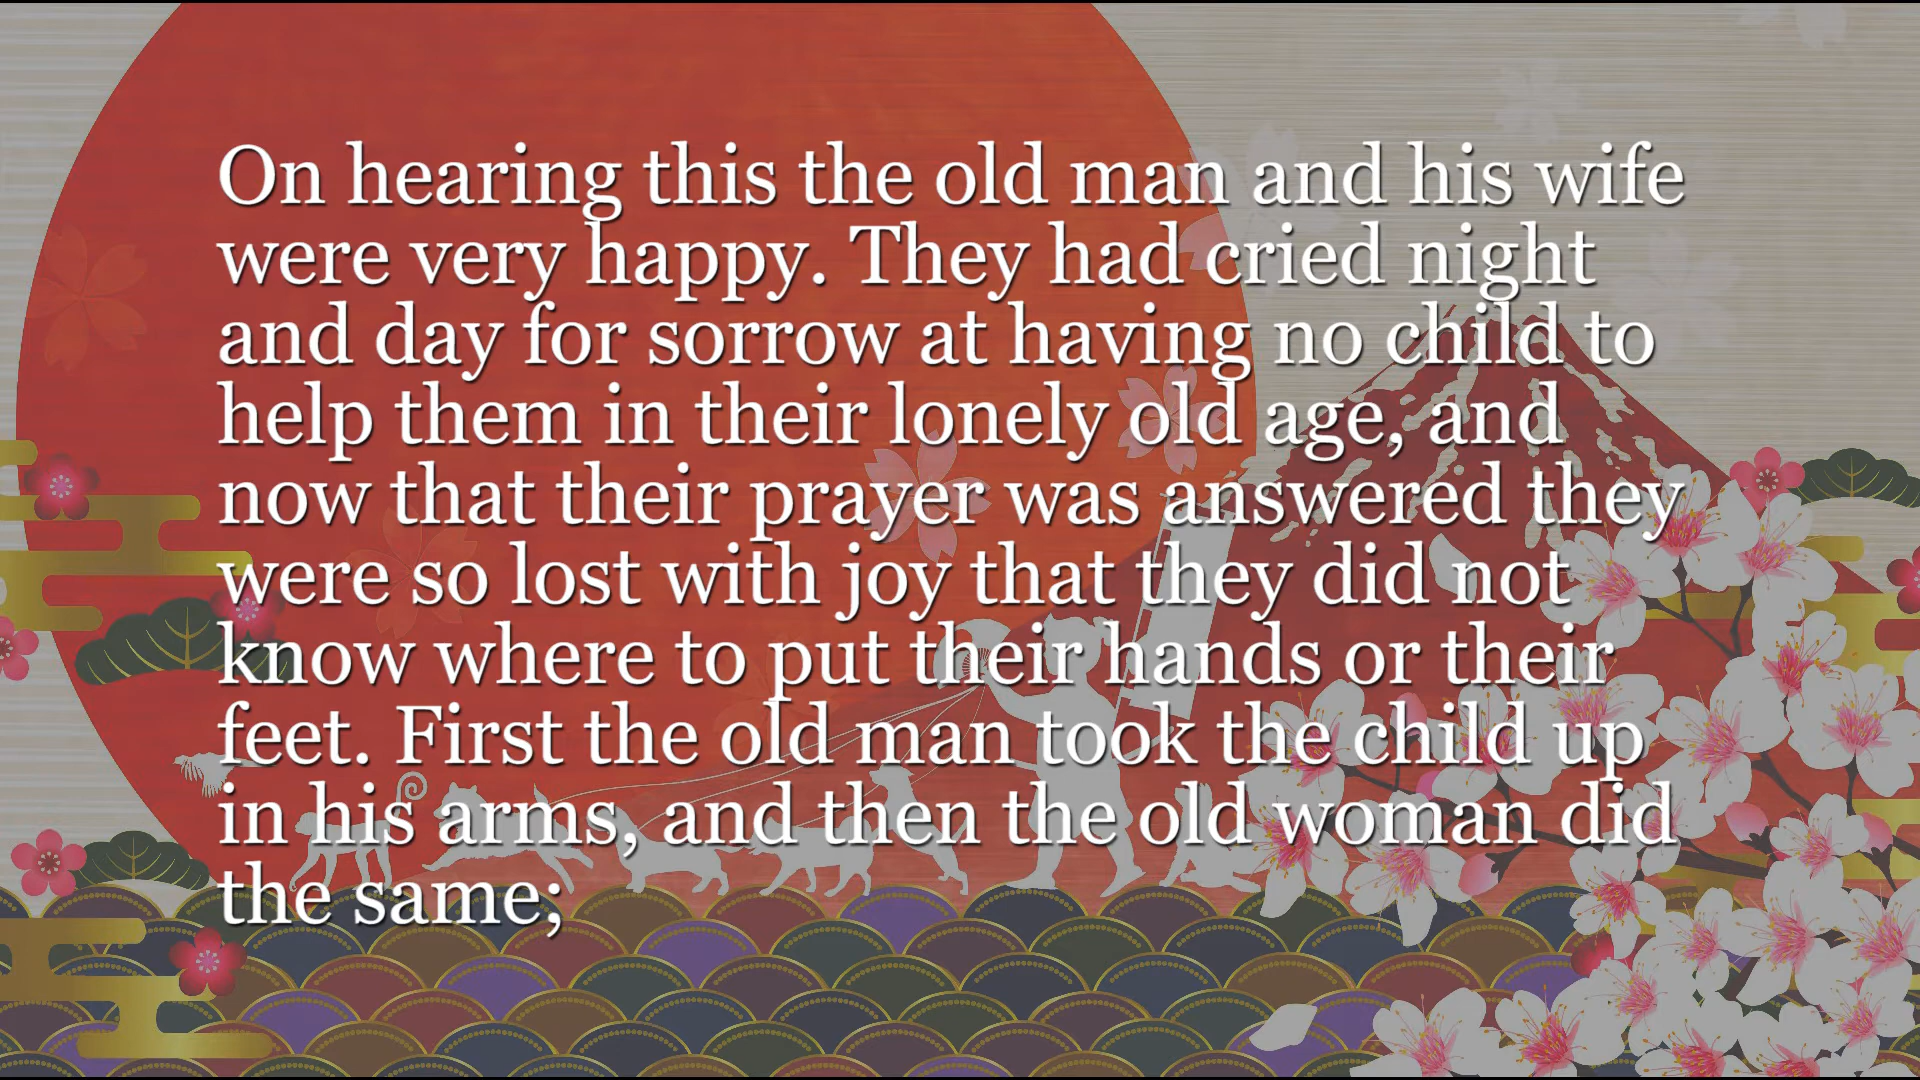 On hearing this the old man and his wife
were very happy. They had cried night
and day for sorrow at having no child to
help them in their lonely old age, and
now that their prayer was answered they
were so lost with joy that they did not
know where to put their hands or their
feet. First the old man took the child up
in his arms, and then the old woman did
the same;